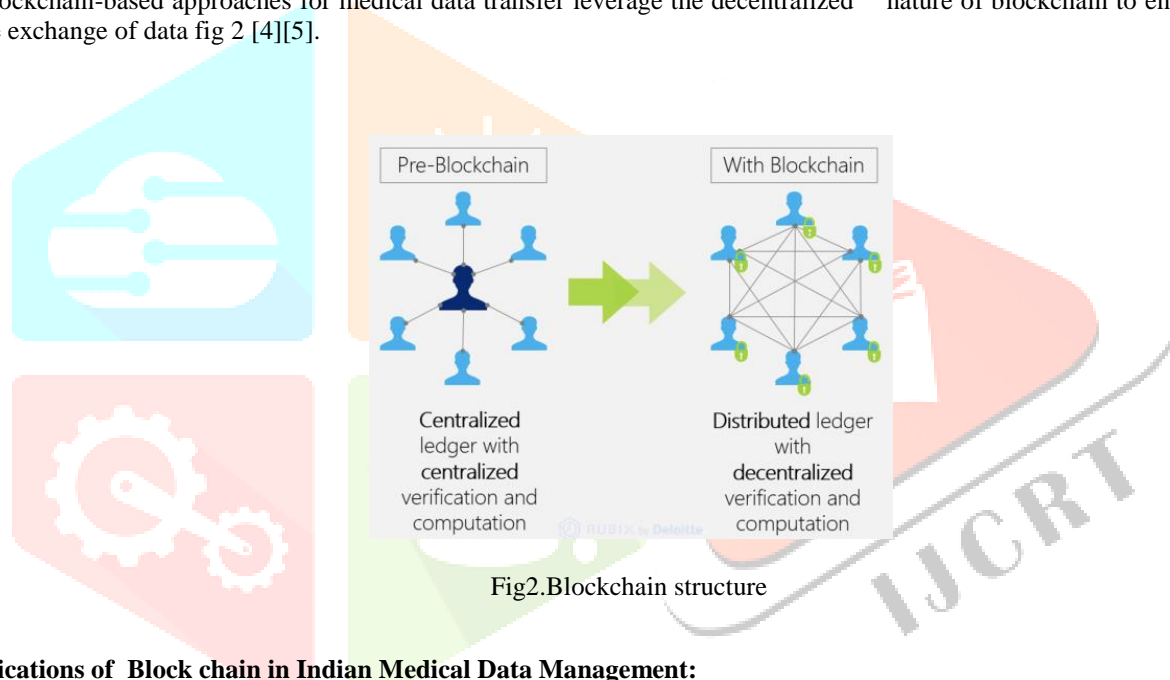 ockchain-based approaches for medical data transfer leverage the decentralized nature of blockchain to en
e exchange of data fig 2 [4][5].
Pre-Blockchain
With Blockchain
Centralized
ledger with
centralized
verification and
computation
Distributed ledger
with
decentralized
verification and
computation
RUBIX by Deloitte
IJCRT
Fig2.Blockchain structure
ications of Block chain in Indian Medical Data Management: